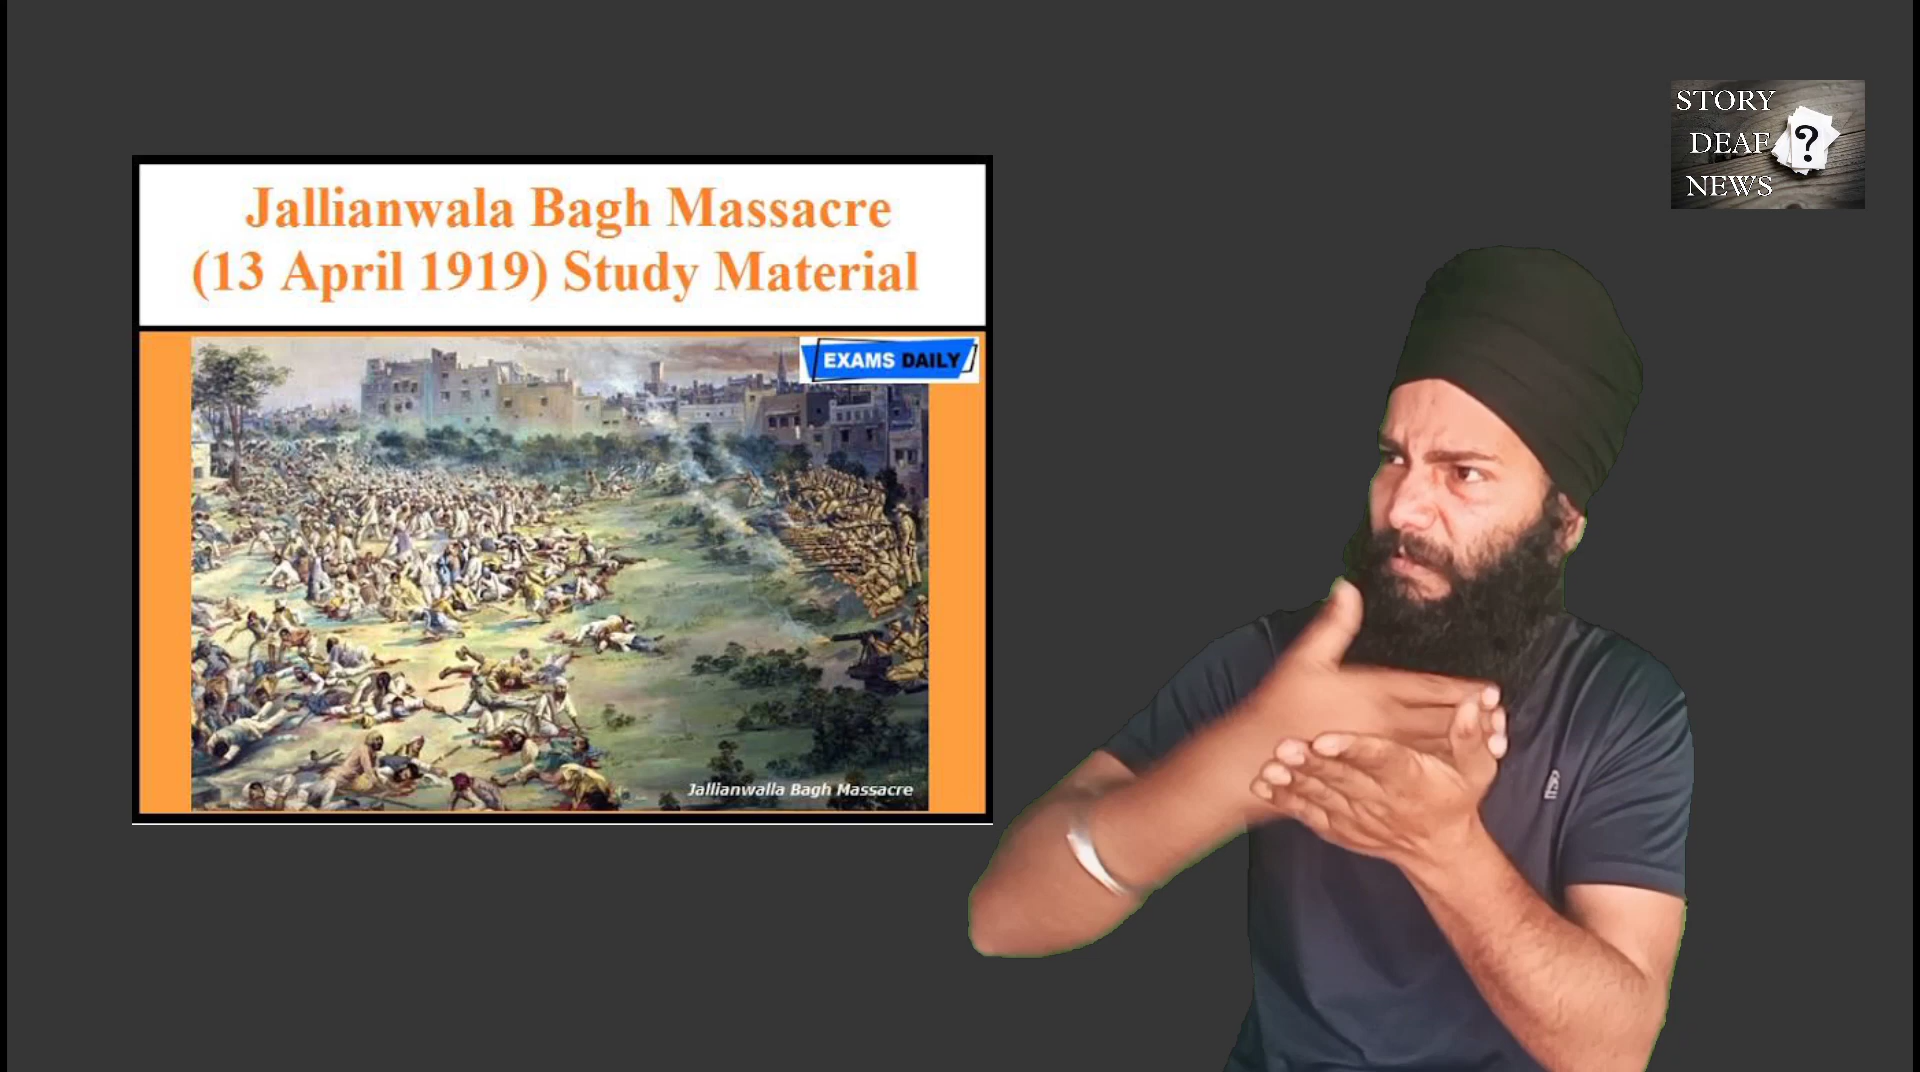 Jallianwala Bagh Massacre
(13 April 1919) Study Material
EXAMS DAILY
Jallianwalla Bagh Massacre
STORY
DEAF
NEWS
?